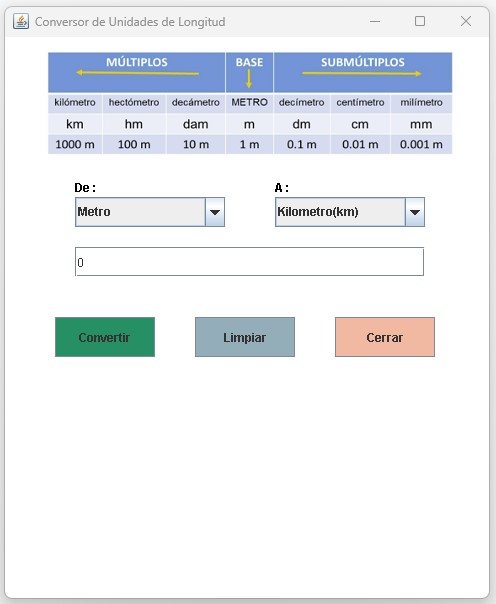 Conversor de Unidades de Longitud
MÚLTIPLOS BASE SUBMÚLTIPLOS
kilómetro hectómetro decámetro METRO decímetro centímetro milímetro
km hm dam m dm cm mm
1000 m 100 m 10 m 1 m 0.1 m 0.01 m 0.001 m
De: A:
Metro Kilometro(km)
0
Convertir Limpiar Cerrar